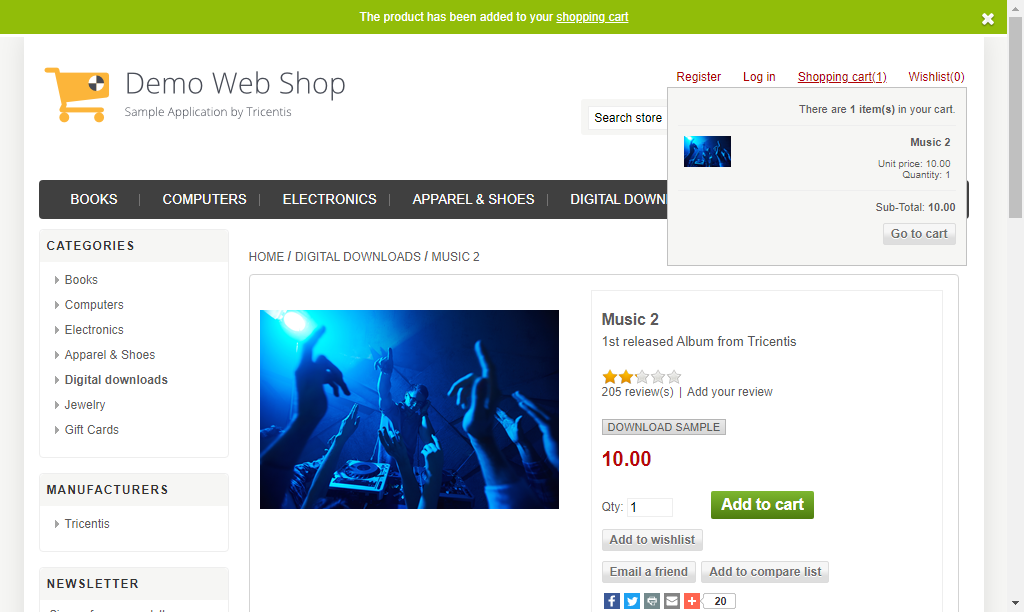 The product has been added to your shopping cart
Demo Web Shop
Sample Application by Tricentis
Register Log in Shopping cart(1) Wishlist(0)
Search store
There are 1 item(s) in your cart.
Music 2
Unit price: 10.00
Quantity: 1
Sub-Total: 10.00
Go to cart
BOOKS COMPUTERS ELECTRONICS APPAREL & SHOES DIGITAL DOWN
CATEGORIES
Books
Computers
Electronics
Apparel & Shoes
Digital downloads
Jewelry
Gift Cards
MANUFACTURERS
Tricentis
NEWSLETTER
HOME / DIGITAL DOWNLOADS / MUSIC 2
Music 2
1st released Album from Tricentis
205 review(s) | Add your review
DOWNLOAD SAMPLE
10.00
Qty: 1 Add to cart
Add to wishlist
Email a friend Add to compare list
20